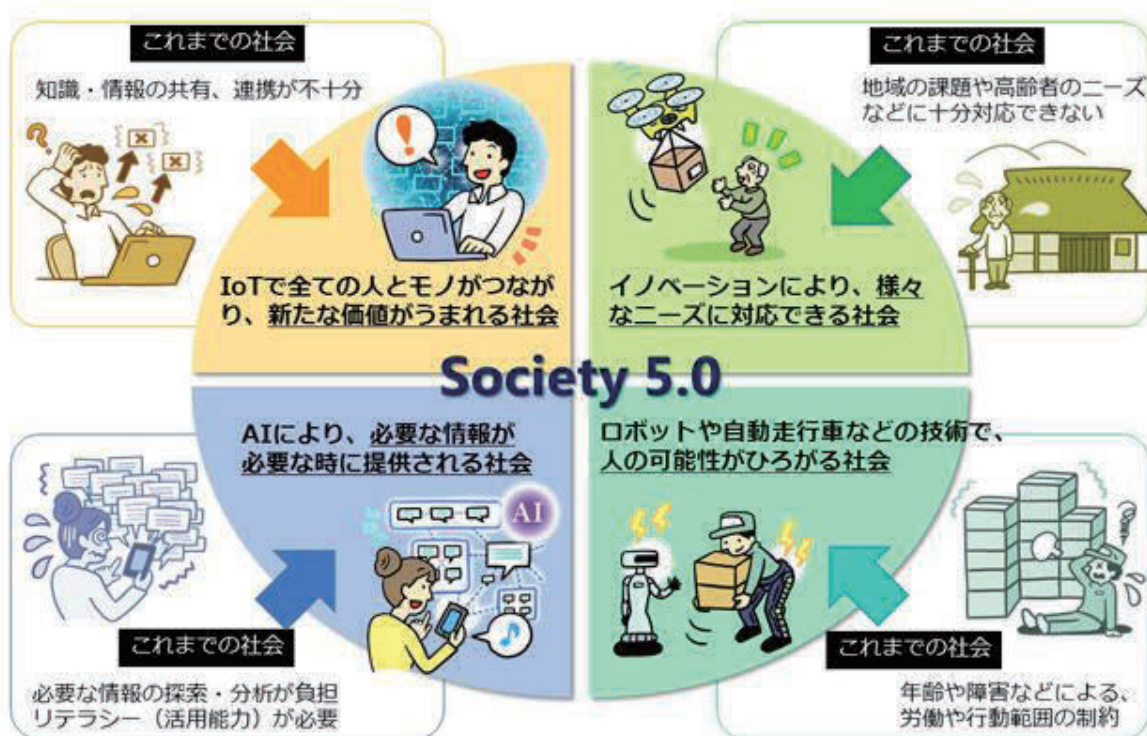 これまでの社会
知識・情報の共有、連携が不十分
IoTで全ての人とモノがつなが
り、新たな価値がうまれる社会
これまでの社会
地域の課題や高齢者のニーズ
などに十分対応できない
イノベーションにより、様々
なニーズに対応できる社会
Society 5.0
AIにより、必要な情報が
必要な時に提供される社会
AI
これまでの社会
必要な情報の探索・分析が負担
リテラシー（活用能力）が必要
ロボットや自動走行車などの技術で、
人の可能性がひろがる社会
これまでの社会
年齢や障害などによる、
労働や行動範囲の制約